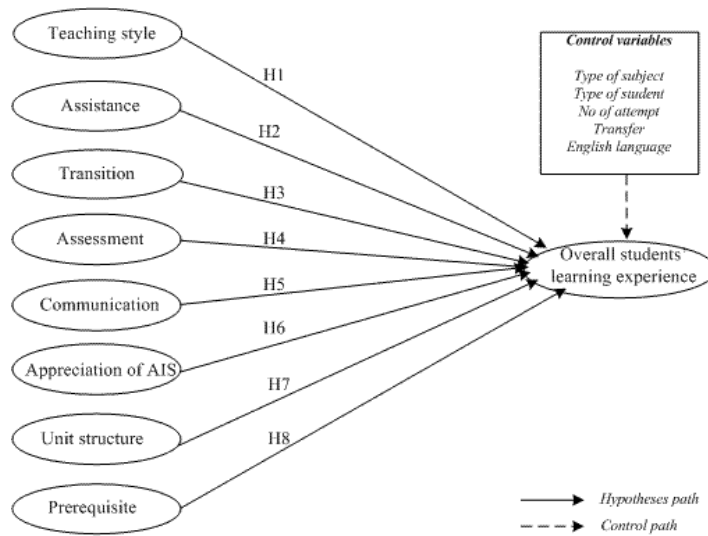 Teaching style
H1
Assistance
H2
Transition
H3
Assessment
H4
Communication
H5
Appreciation of AIS
H6
Unit structure
H7
Prerequisite
H8
Control variables
Type of subject
Type of student
No of attempt
Transfer
English language
Overall students'
learning experience
Hypotheses path
Control path